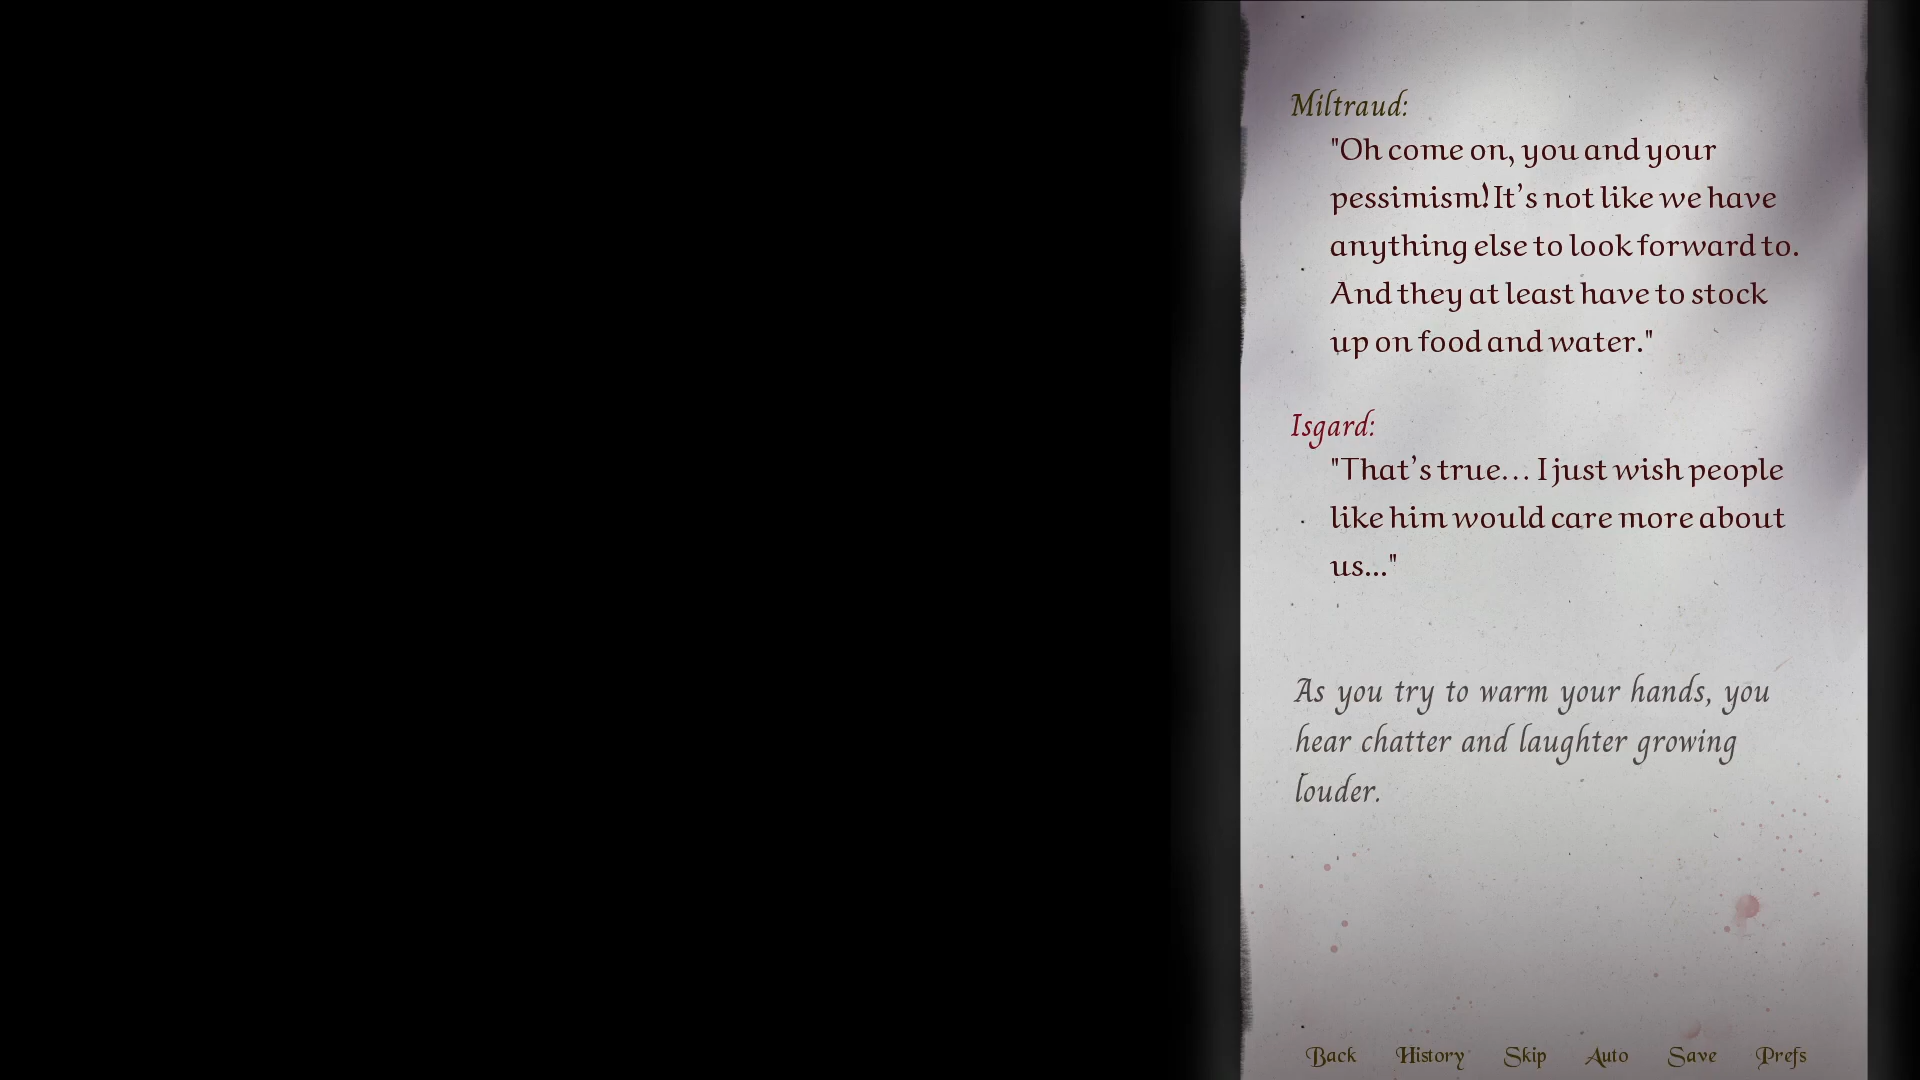 Miltraud:
"Oh come on, you and your
pessimism! It’s not like we have
anything else to look forward to.
And they at least have to stock
up on food and water."
Isgard:
"That’s true… I just wish people
like him would care more about
us..."
As you try to warm your hands, you
hear chatter and laughter growing
louder.
Back History Skip Auto Save Prefs